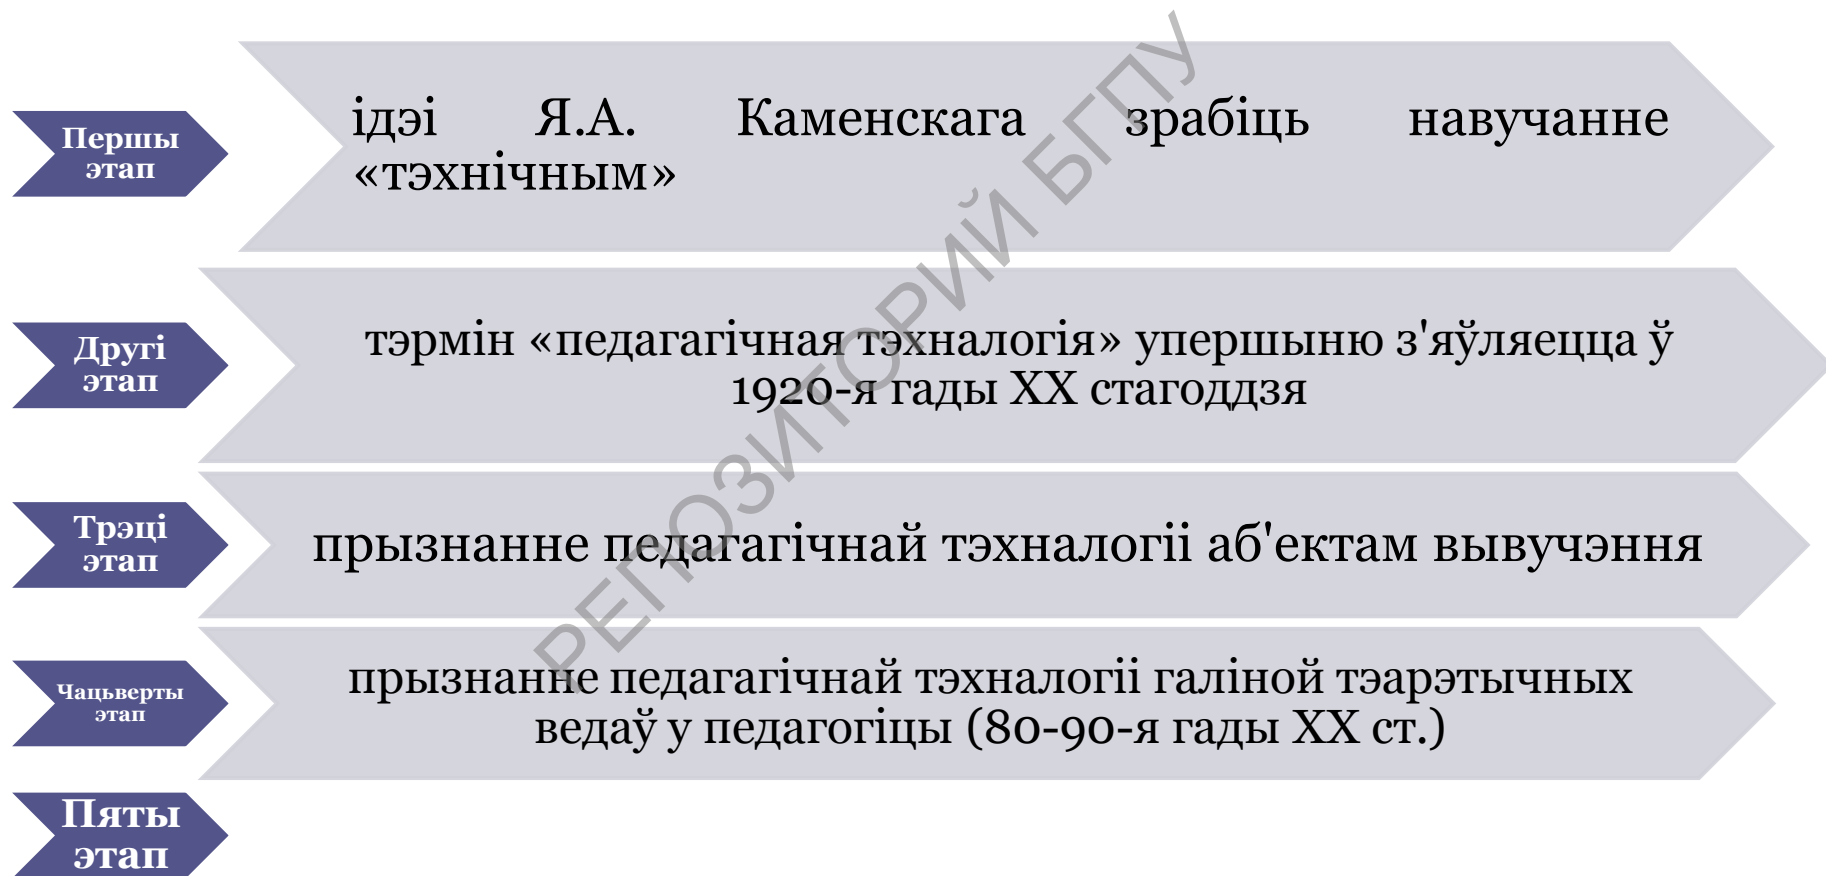 Першы
этап
ідэі Я.А. Каменскага зрабіць навучанне
«тэхнічным»
Другі
этап
тэрмін «педагагічная тэхналогія» упершыню з'яўляецца ў
1920-я гады XX стагоддзя
Трэці
этап
прызнанне педагагічнай тэхналогіі аб'ектам вывучэння
Чацьверты
этап
прызнанне педагагічнай тэхналогіі галіной тэарэтычных
ведаў у педагогіцы (80-90-я гады XX ст.)
Пяты
этап
РЕПОЗИТОРИЙ БГПУ